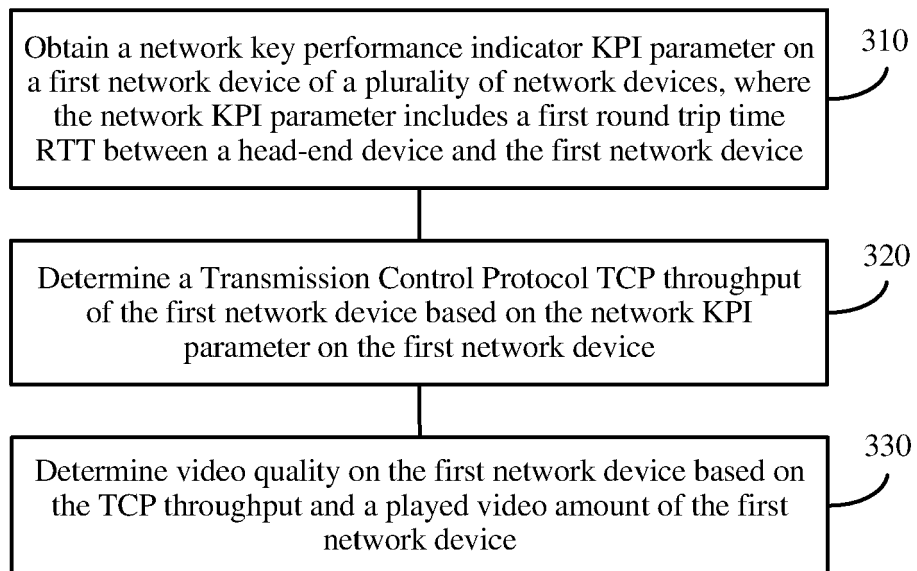 Obtain a network key performance indicator KPI parameter on
a first network device of a plurality of network devices, where
the network KPI parameter includes a first round trip time
RTT between a head-end device and the first network device
310
Determine a Transmission Control Protocol TCP throughput
of the first network device based on the network KPI
parameter on the first network device
320
Determine video quality on the first network device based on
the TCP throughput and a played video amount of the first
network device
330